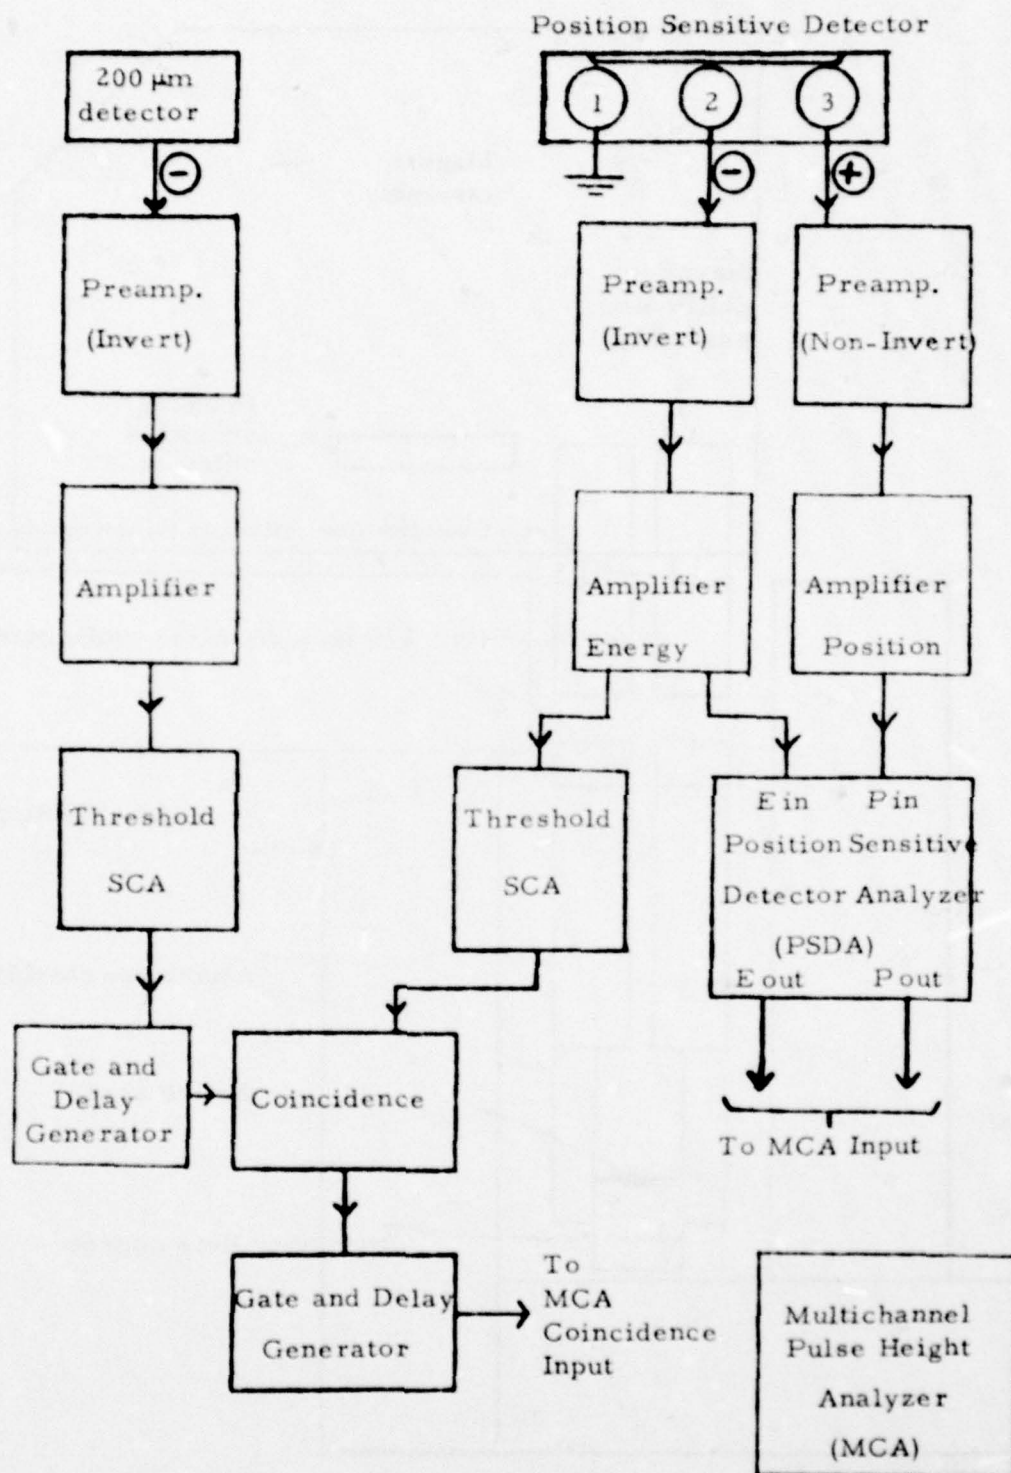 Position Sensitive Detector
200 μm
detector
1
2
3
−
−
+
Preamp.
(Invert)
Preamp.
(Invert)
Preamp.
(Non-Invert)
Amplifier
Amplifier
Energy
Amplifier
Position
Threshold
SCA
Threshold
SCA
E in P in
Position Sensitive
Detector Analyzer
(PSDA)
E out P out
Gate and
Delay
Generator
Coincidence
To MCA Input
Gate and Delay
Generator
To
MCA
Coincidence
Input
Multichannel
Pulse Height
Analyzer
(MCA)